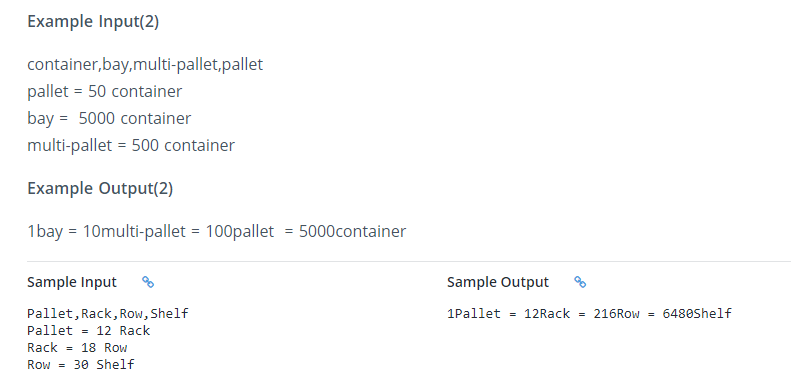 Example Input(2)
container,bay,multi-pallet,pallet
pallet = 50 container
bay =  5000 container
multi-pallet = 500 container
Example Output(2)
1bay = 10multi-pallet = 100pallet  = 5000container
Sample Input
Pallet,Rack,Row,Shelf
Pallet = 12 Rack
Rack = 18 Row
Row = 30 Shelf
Sample Output
1Pallet = 12Rack = 216Row = 6480Shelf